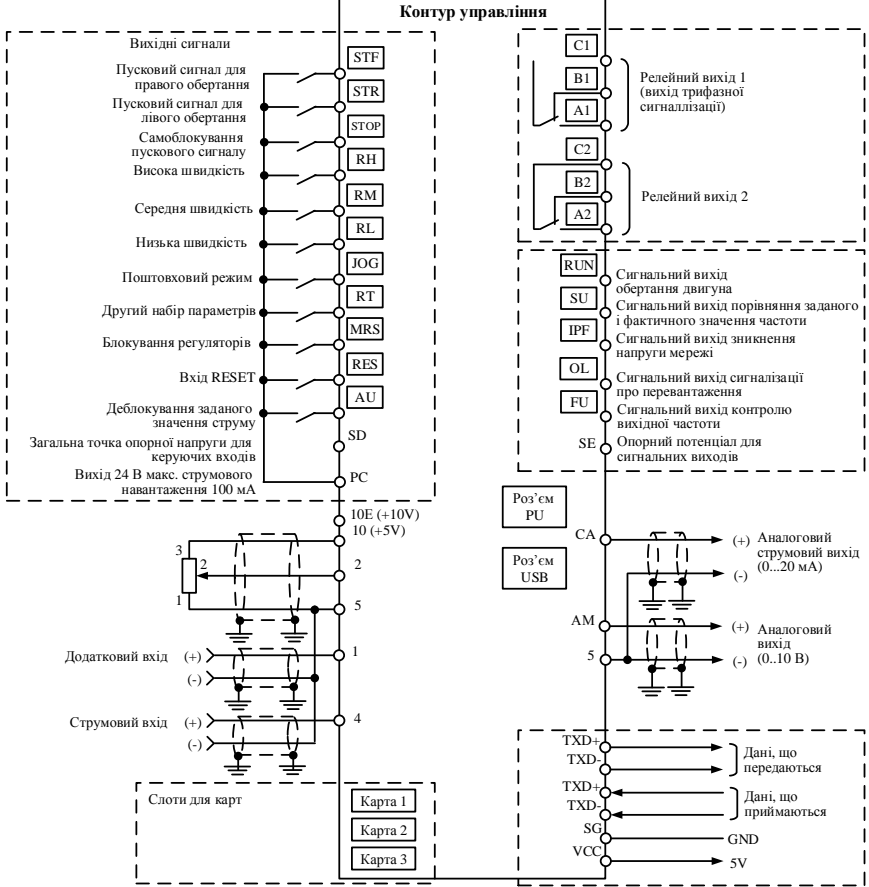 Контур управління
Вихідні сигнали
STF
Пусковий сигнал для
правого обертання
STR
Пусковий сигнал для
лівого обертання
STOP
Самоблокування
пускового сигналу
RH
Висока швидкість
RM
Середня швидкість
RL
Низька швидкість
JOG
Поштовховий режим
RT
Другий набір параметрів
MRS
Блокування регуляторів
RES
Вхід RESET
AU
Деблокування заданого
значення струму
SD
Загальна точка опорної напруги для
керуючих входів
Вихід 24 В макс. струмового
навантаження 100 мА
PC
10E (+10V)
10 (+5V)
3
2
1
2
5
Додатковий вхід
(+)
(-)
1
Струмовий вхід
(+)
(-)
4
Слоти для карт
Карта 1
Карта 2
Карта 3
C1
B1
A1
Релейний вихід 1
(вихід трифазної
сигналлізації)
C2
B2
A2
Релейний вихід 2
RUN
Сигнальний вихід
обертання двигуна
SU
Сигнальний вихід порівняння заданого
і фактичного значення частоти
IPF
Сигнальний вихід зникнення
напруги мережі
OL
Сигнальний вихід сигналізації
про перевантаження
FU
Сигнальний вихід контролю
вихідної частоти
SE
Опорний потенціал для
сигнальних виходів
Роз’єм
PU
Роз’єм
USB
CA
(+)
(-)
Аналоговий
струмовий вихід
(0...20 мА)
AM
5
(+)
(-)
Аналоговий
вихід
(0..10 В)
TXD+
TXD-
Дані, що
передаються
TXD+
TXD-
Дані, що
приймаються
SG
GND
VCC
5V